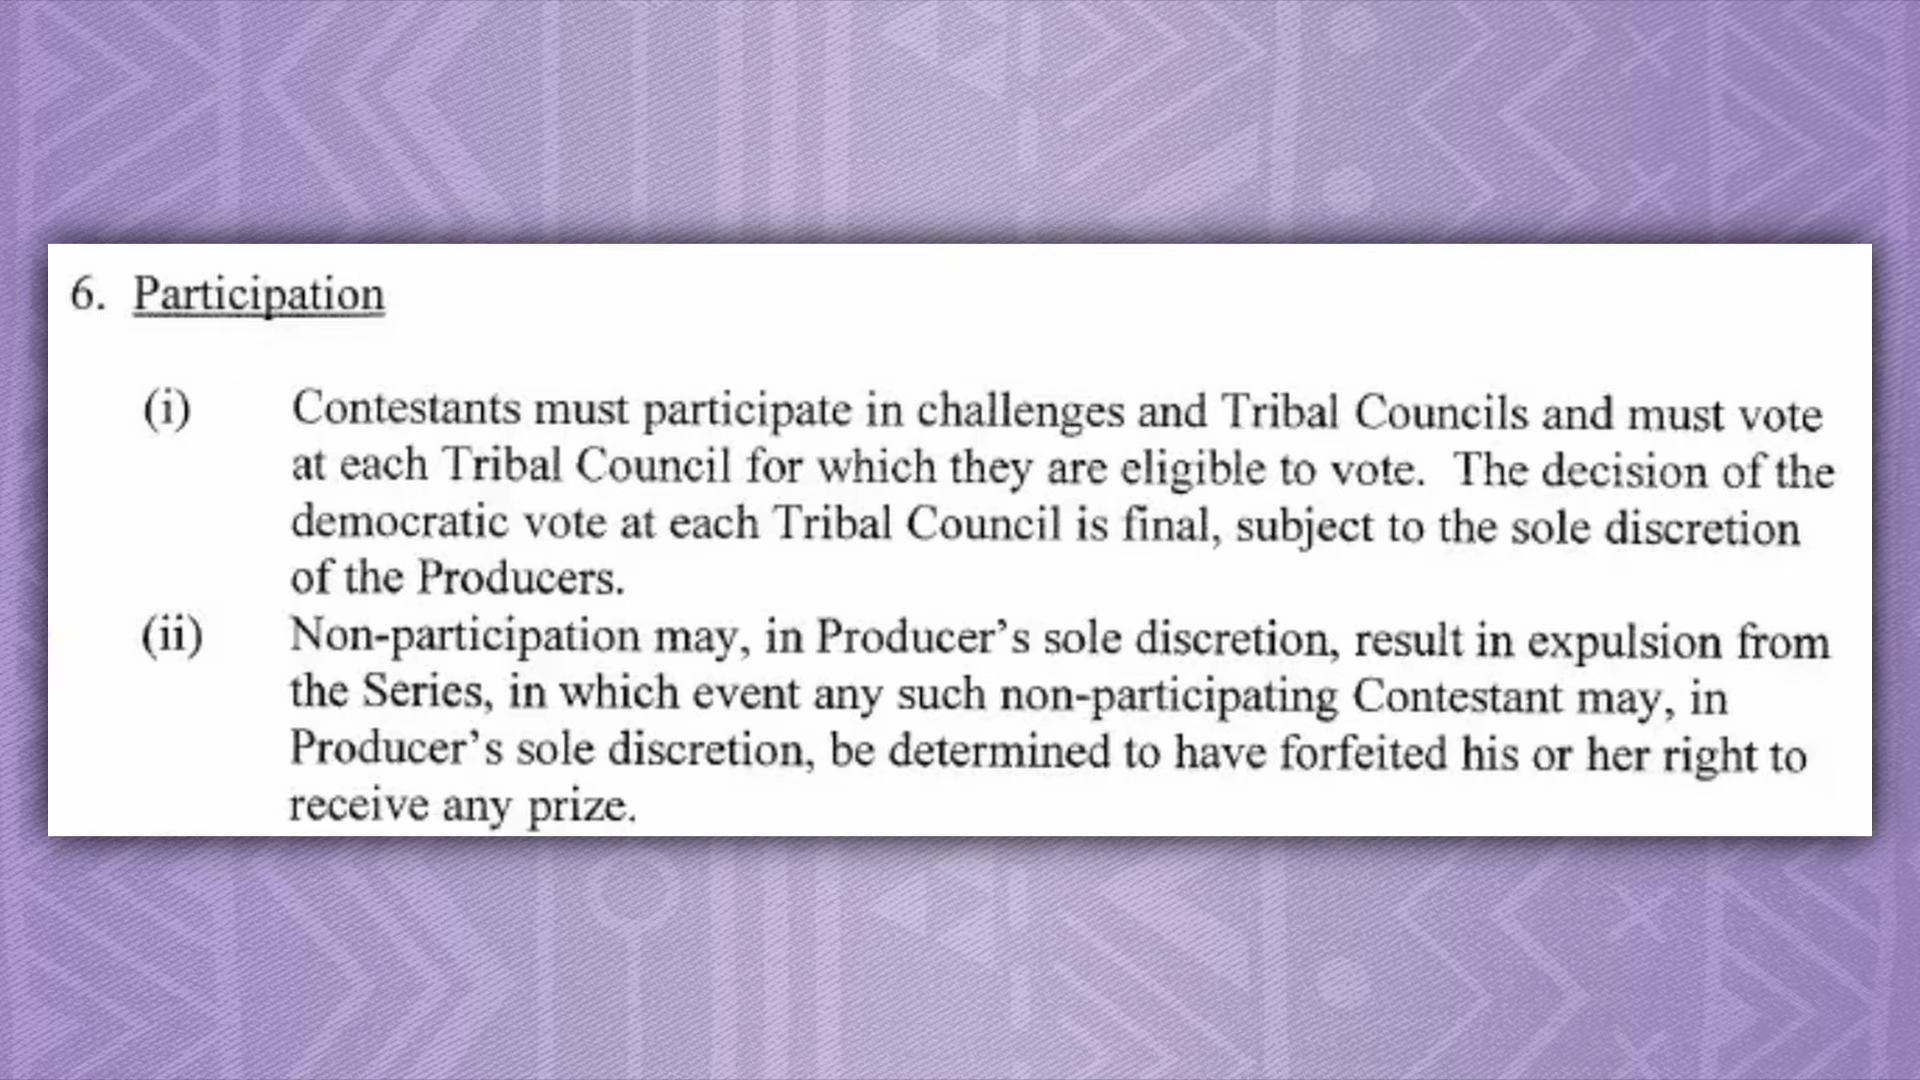 6. Participation
(i) Contestants must participate in challenges and Tribal Councils and must vote
at each Tribal Council for which they are eligible to vote. The decision of the
democratic vote at each Tribal Council is final, subject to the sole discretion
of the Producers.
(ii) Non-participation may, in Producer’s sole discretion, result in expulsion from
the Series, in which event any such non-participating Contestant may, in
Producer’s sole discretion, be determined to have forfeited his or her right to
receive any prize.